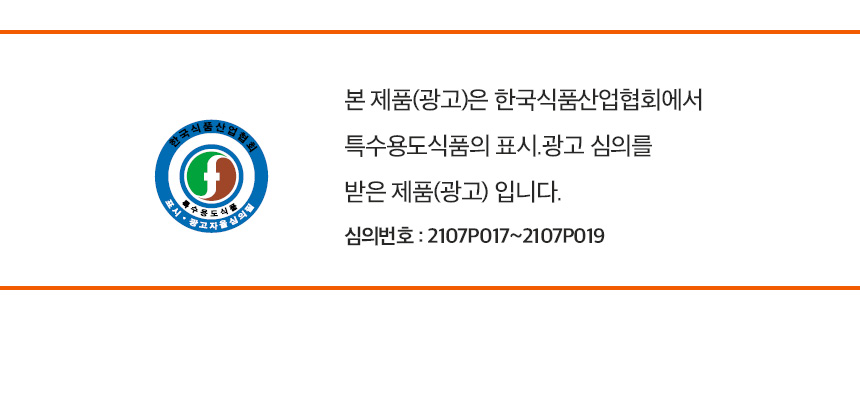 본 제품(광고)은 한국식품산업협회에서
특수용도식품의 표시.광고 심의를
받은 제품(광고) 입니다.
심의번호 : 2107P017~2107P019
한국식품산업협회
f
특수용도식품
표시·광고자율심의필